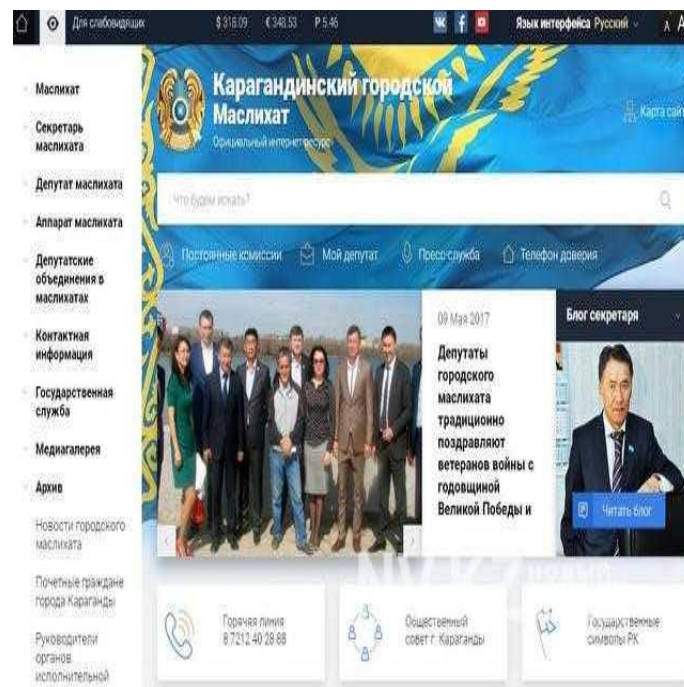 Для слабовидящих
$ 318.09 € 348.53 Р 5.46
Язык интерфейса Русский
А А
Маслихат
Секретарь
маслихата
Депутат маслихата
Аппарат маслихата
Депутатские
объединения в
маслихатах
Контактная
информация
Государственная
служба
Медиагалерея
Архив
Новости городского
маслихата
Почетные граждане
города Караганды
Руководители
органов
исполнительной
Карагандинский городской
Маслихат
Официальный интернет ресурс
Карта сайт
Что будем искать?
Постоянные комиссии
Мой депутат
Пресс-служба
Телефон доверия
09 Мая 2017
Депутаты
городского
маслихата
традиционно
поздравляют
ветеранов войны с
годовщиной
Великой Победы и
Блог секретаря
Читать блог
Горячая линия
8 7212 40 28 88
Общественный
совет г. Караганды
Государственные
символы РК